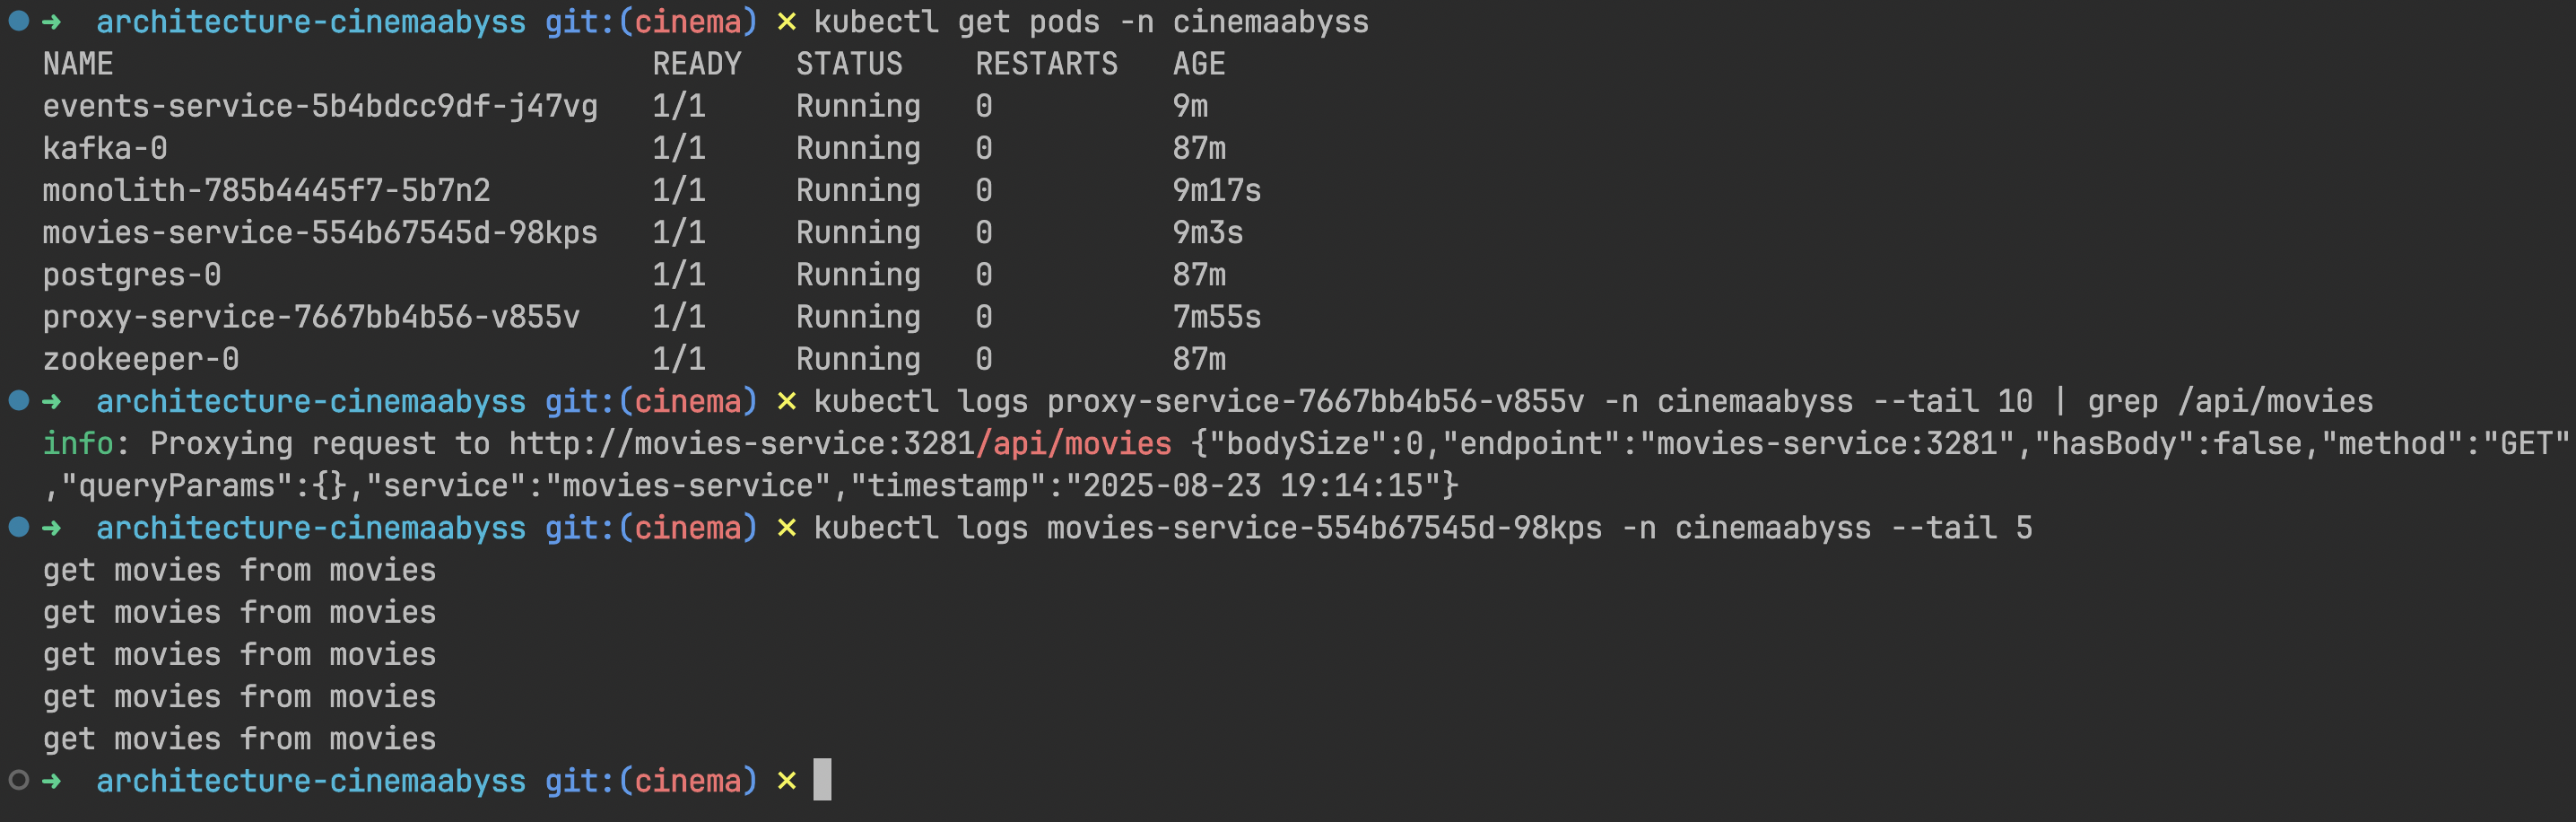 ➜  architecture-cinemaabyss git:(cinema) ✗ kubectl get pods -n cinemaabyss
NAME                              READY   STATUS    RESTARTS   AGE
events-service-5b4bdcc9df-j47vg   1/1     Running   0          9m
kafka-0                           1/1     Running   0          87m
monolith-785b4445f7-5b7n2         1/1     Running   0          9m17s
movies-service-554b67545d-98kps   1/1     Running   0          9m3s
postgres-0                        1/1     Running   0          87m
proxy-service-7667bb4b56-v855v    1/1     Running   0          7m55s
zookeeper-0                       1/1     Running   0          87m
➜  architecture-cinemaabyss git:(cinema) ✗ kubectl logs proxy-service-7667bb4b56-v855v -n cinemaabyss --tail 10 | grep /api/movies
info: Proxying request to http://movies-service:3281/api/movies {"bodySize":0,"endpoint":"movies-service:3281","hasBody":false,"method":"GET"
,"queryParams":{},"service":"movies-service","timestamp":"2025-08-23 19:14:15"}
➜  architecture-cinemaabyss git:(cinema) ✗ kubectl logs movies-service-554b67545d-98kps -n cinemaabyss --tail 5
get movies from movies
get movies from movies
get movies from movies
get movies from movies
get movies from movies
➜  architecture-cinemaabyss git:(cinema) ✗